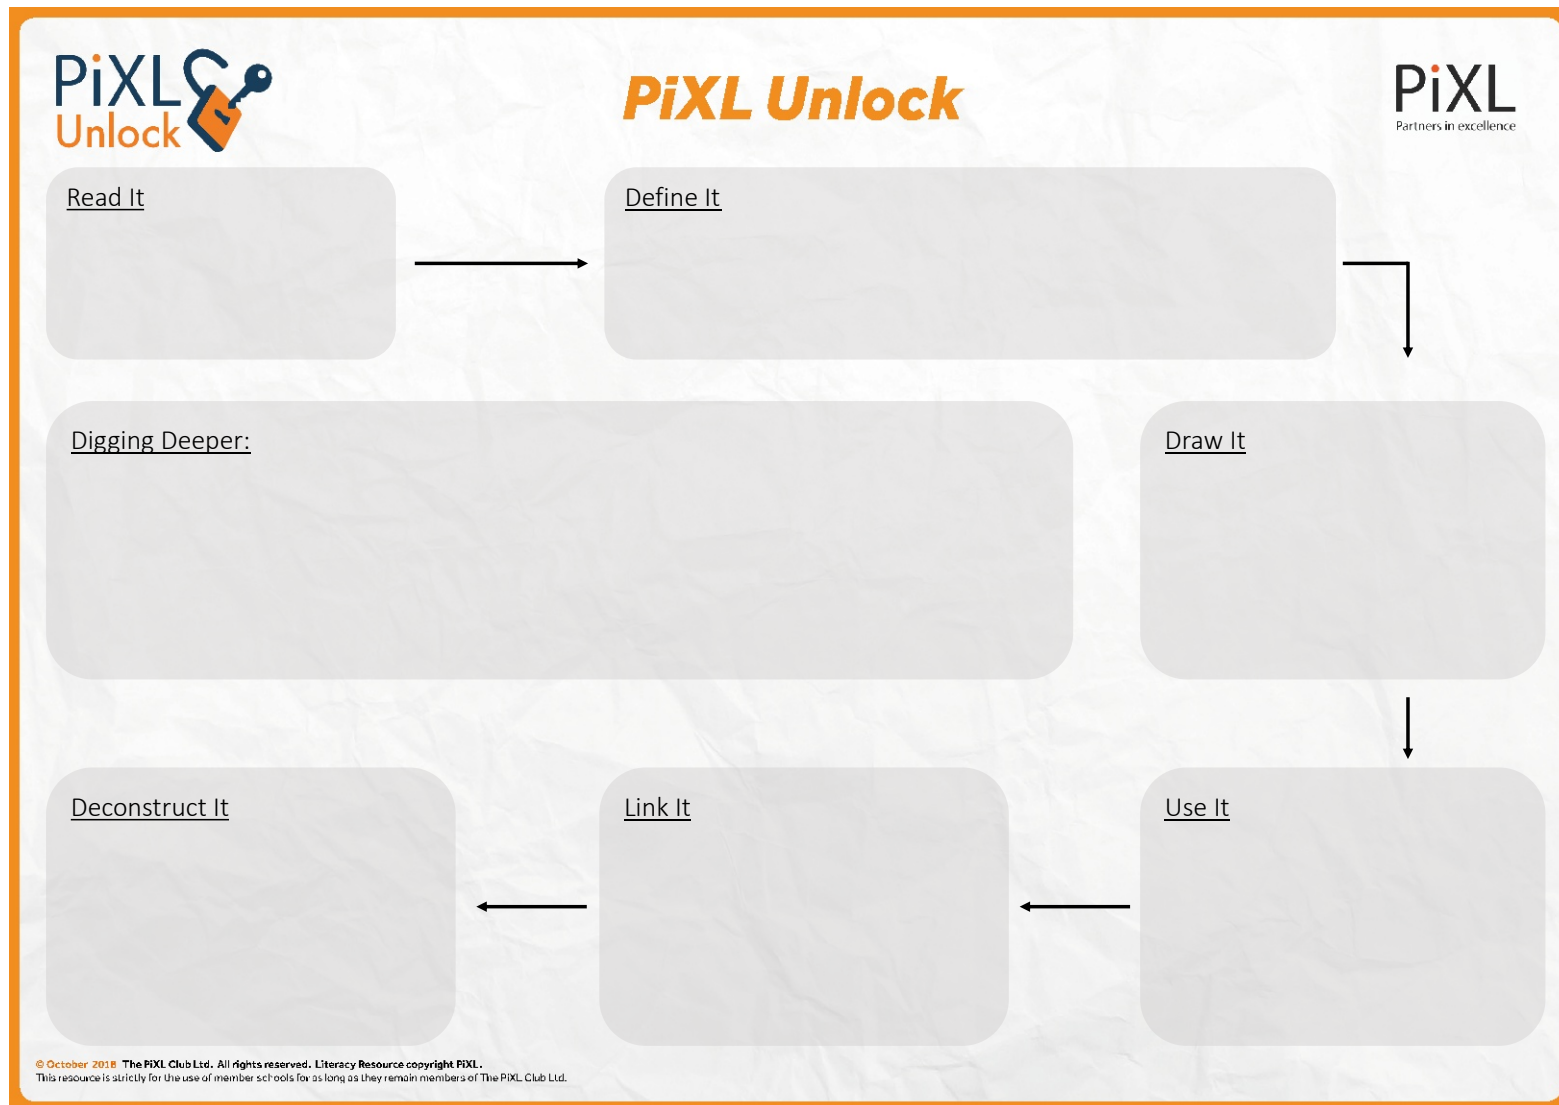 PiXL
Unlock
PiXL Unlock
PiXL
Partners in excellence
Read It
Define It
Digging Deeper:
Draw It
Deconstruct It
Link It
Use It
© October 2018 The PiXL Club Ltd. All rights reserved. Literacy Resource copyright PiXL.
This resource is strictly for the use of member schools for as long as they remain members of The PiXL Club Ltd.